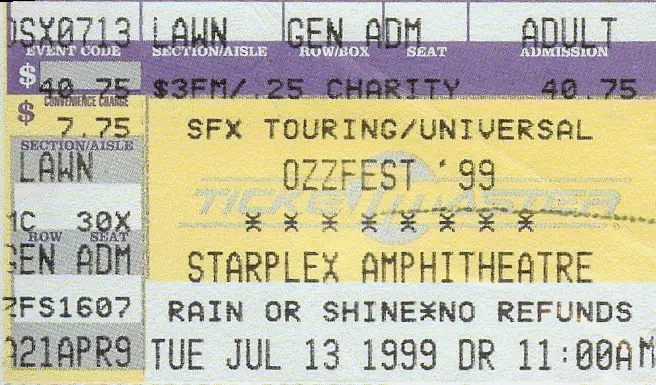 DSX0713 LAWN GEN ADM ADULT
EVENT CODE SECTION/AISLE ROW/BOX SEAT ADMISSION
$ 40.75 $3FM/.25 CHARITY 40.75
$ CONVENIENCE CHARGE
7.75 SFX TOURING/UNIVERSAL
SECTION/AISLE
LAWN OZZFEST '99
TICKETMASTER
30X * * * * * * * *
ROW SEAT
GEN ADM STARPLEX AMPHITHEATRE
ZFS1607 RAIN OR SHINE*NO REFUNDS
21APR9 TUE JUL 13 1999 DR 11:00AM